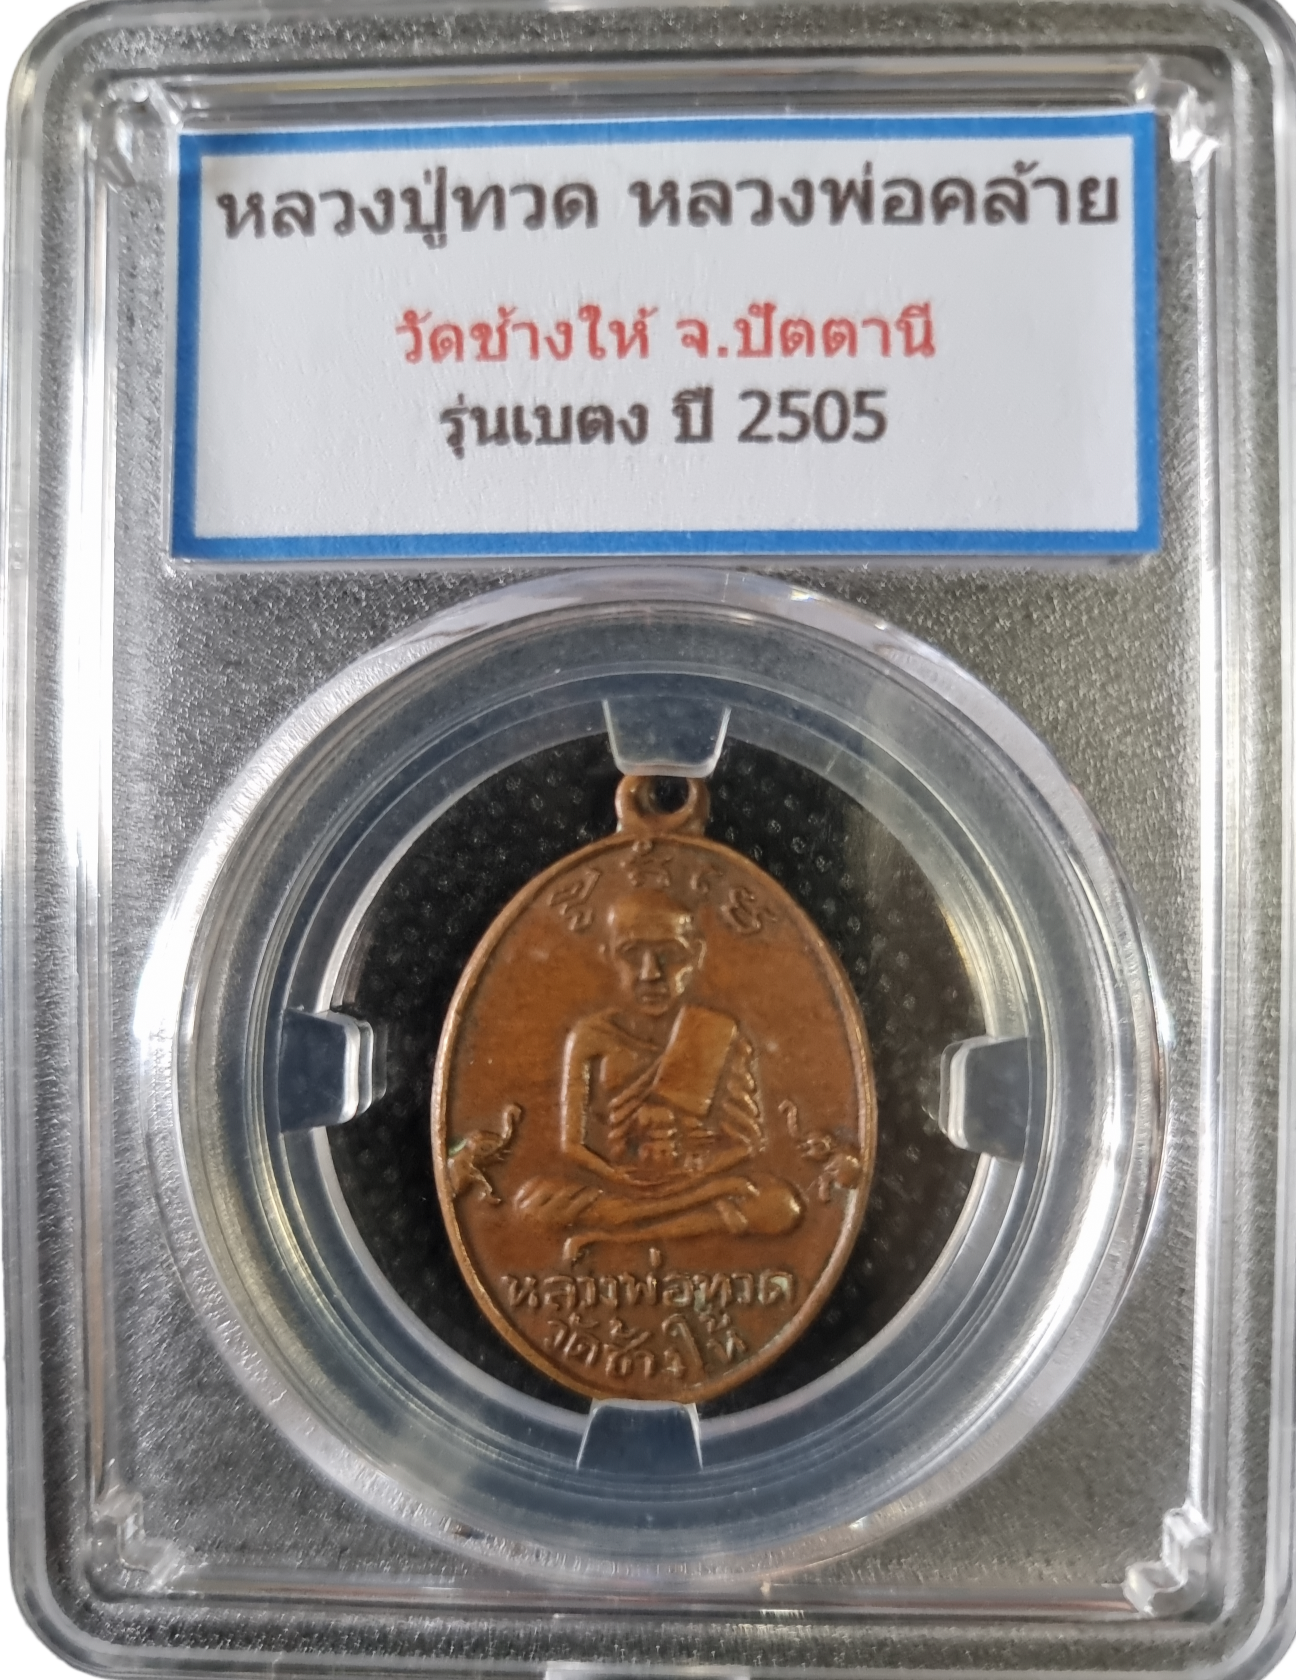 หลวงปู่ทวด หลวงพ่อคล้าย
วัดช้างให้ จ.ปัตตานี
รุ่นเบตง ปี 2505
หลวงพ่อทวด
วัดช้างให้